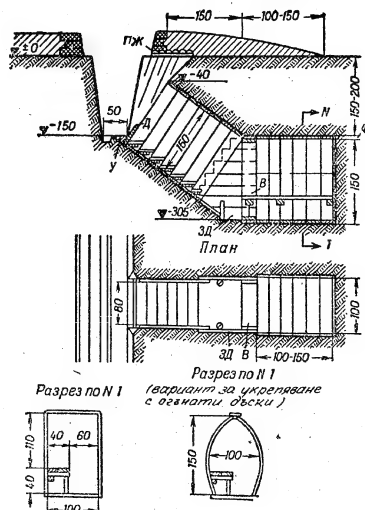 150
100-150
±0
ПЖ
-40
50
-150
Д
150
У
N
150-200
В
150
-305
ЗД
План
1
80
100
ЗД
В
100-150
Разрез по N 1
Разрез по N 1
(вариант за укрепяване
с огънати дъски)
110
40
60
40
100
150
100